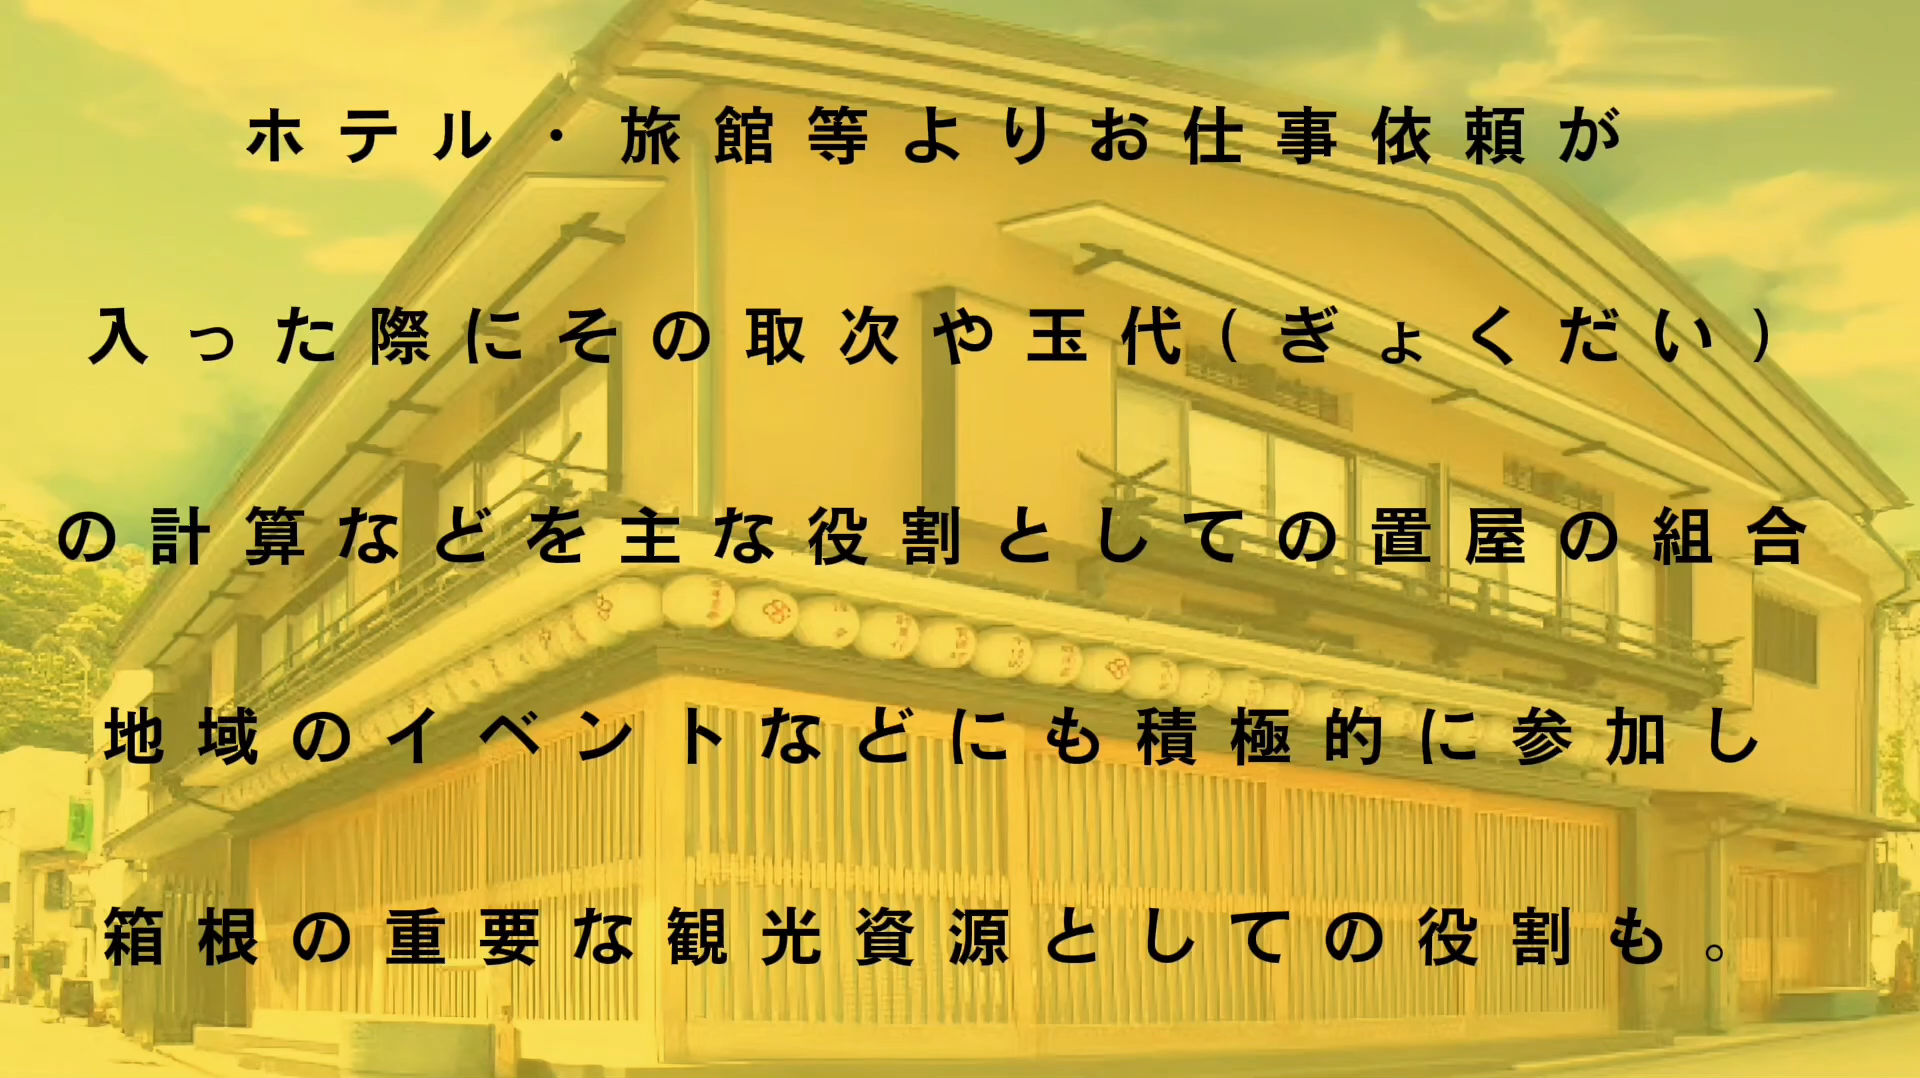 ホテル・旅館等よりお仕事依頼が
入った際にその取次や玉代(ぎょくだい)
の計算などを主な役割としての置屋の組合
地域のイベントなどにも積極的に参加し
箱根の重要な観光資源としての役割も。